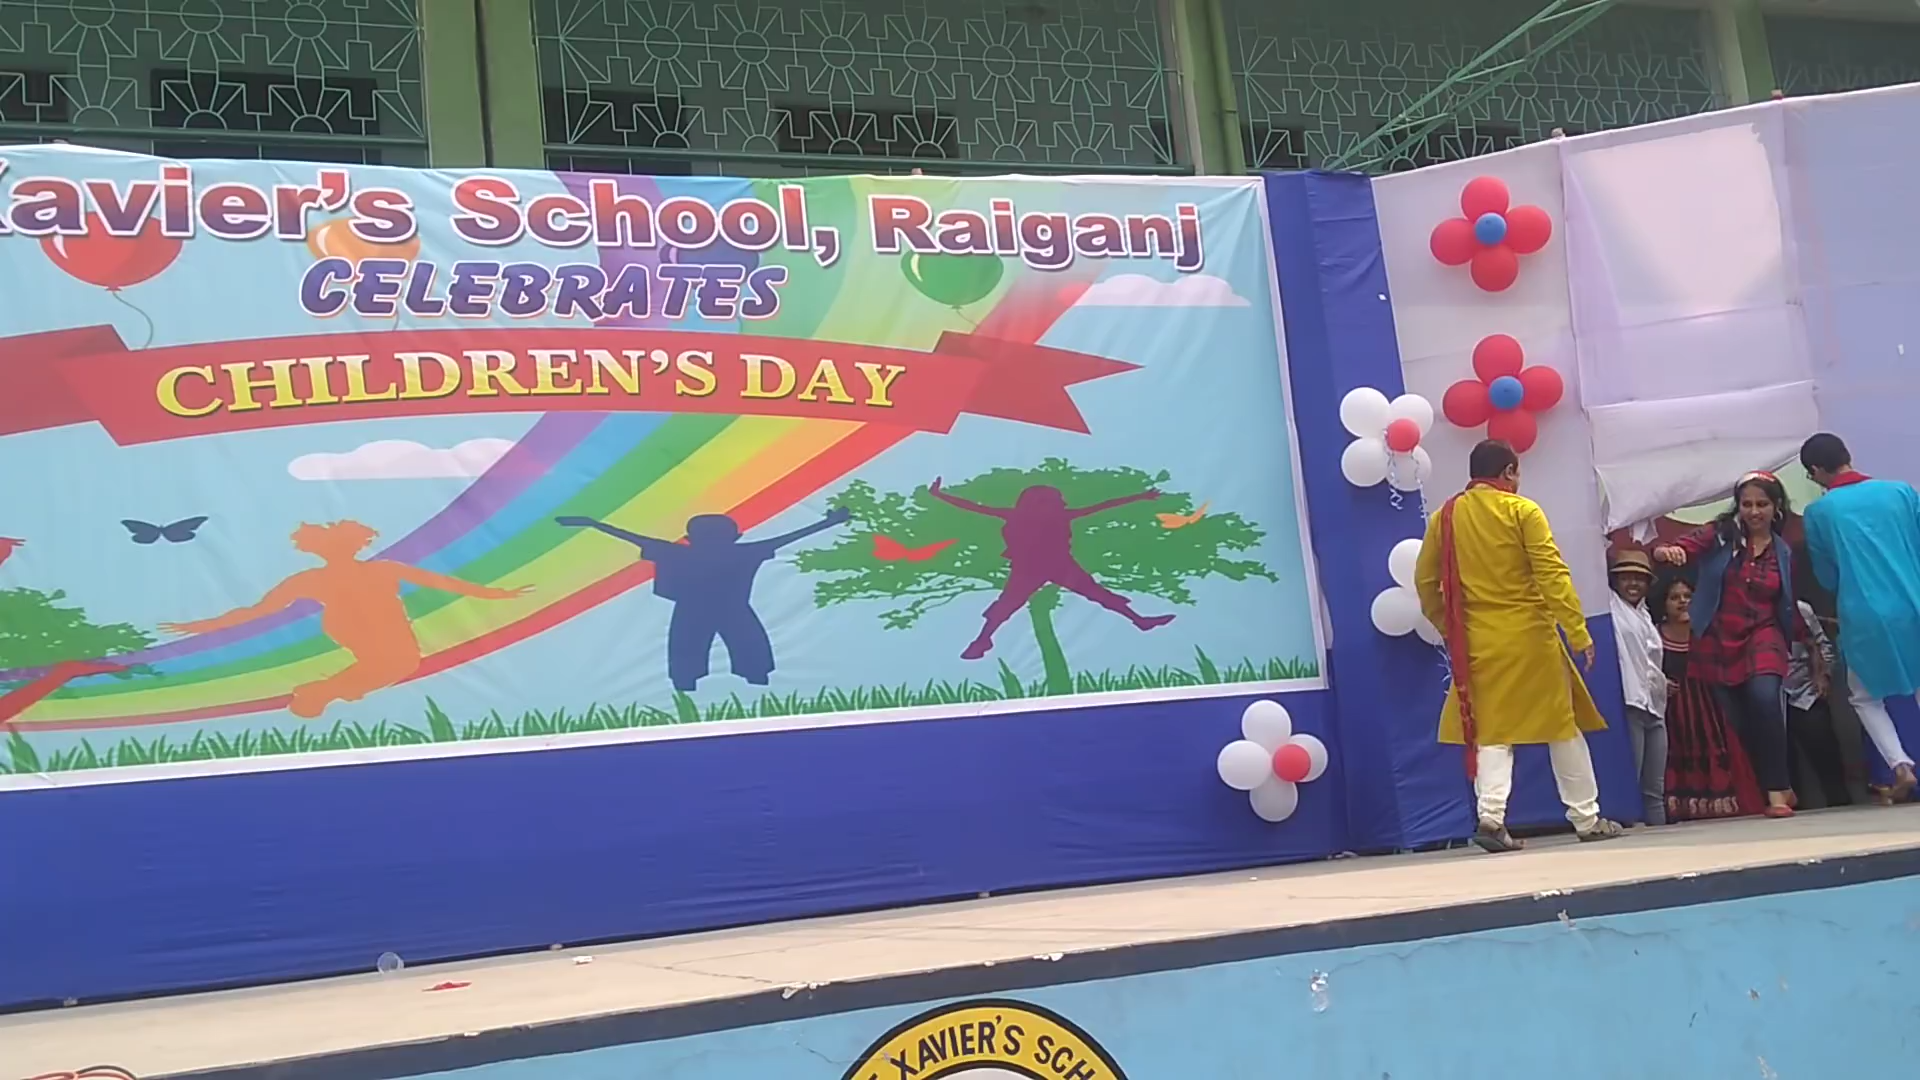 Xavier's School, Raiganj
CELEBRATES
CHILDREN'S DAY
XAVIER'S SCH